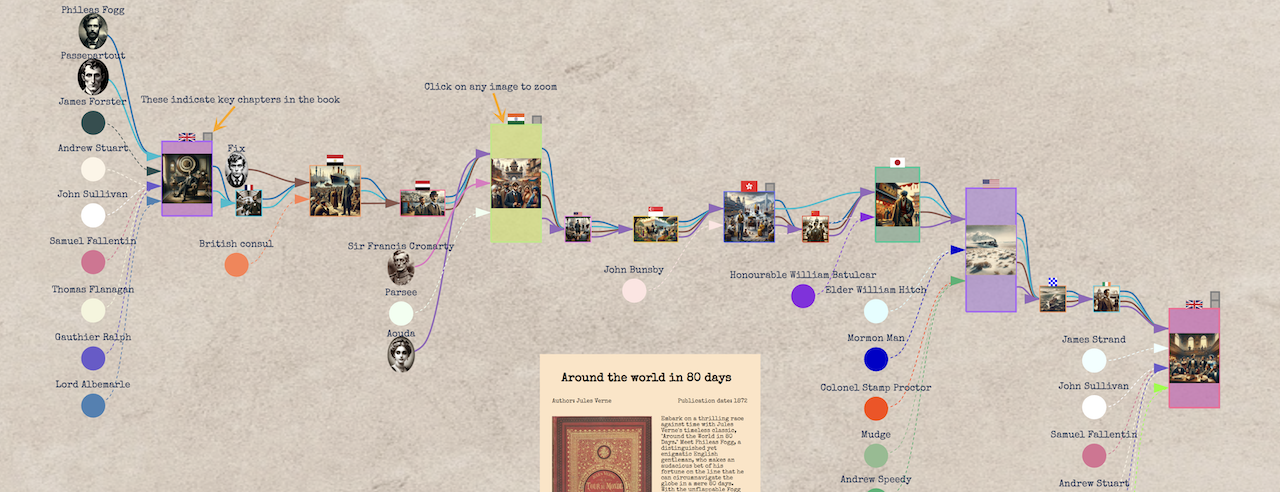 Phileas Fogg
Passepartout
James Forster
Andrew Stuart
John Sullivan
Samuel Fallentin
Thomas Flanagan
Gauthier Ralph
Lord Albemarle
These indicate key chapters in the book
Fix
British consul
Click on any image to zoom
Sir Francis Cromarty
Parsee
Aouda
John Bunsby
Honourable William Batulcar
Elder William Hitch
Mormon Man
Colonel Stamp Proctor
Mudge
Andrew Speedy
James Strand
John Sullivan
Samuel Fallentin
Andrew Stuart
Around the world in 80 days
Author: Jules Verne
Publication date: 1872
Embark on a thrilling race
against time with Jules
Verne's timeless classic,
'Around the World in 80
Days.' Meet Phileas Fogg, a
distinguished yet
enigmatic English
gentleman, who makes an
audacious bet of his
fortune on the line that he
can circumnavigate the
globe in a mere 80 days.
With the unflappable Fogg